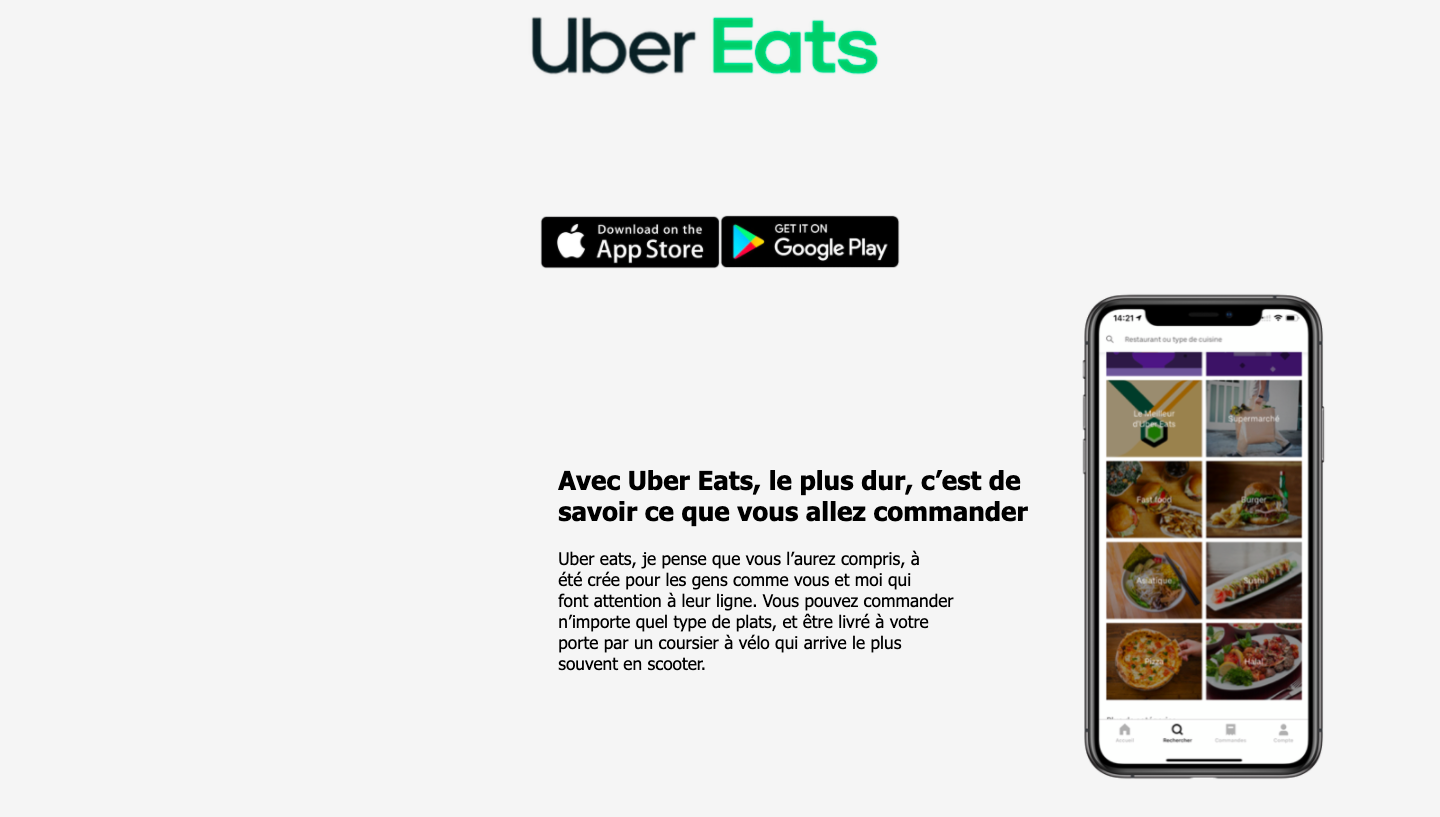 Uber Eats
Download on the
App Store
GET IT ON
Google Play
Avec Uber Eats, le plus dur, c’est de
savoir ce que vous allez commander
Uber eats, je pense que vous l’aurez compris, à
été crée pour les gens comme vous et moi qui
font attention à leur ligne. Vous pouvez commander
n’importe quel type de plats, et être livré à votre
porte par un coursier à vélo qui arrive le plus
souvent en scooter.
14:21
Restaurant ou type de cuisine
Le Meilleur
d'Uber Eats
Supermarché
Fast food
Burger
Asiatique
Sushi
Pizza
Halal
Accueil
Rechercher
Commandes
Compte